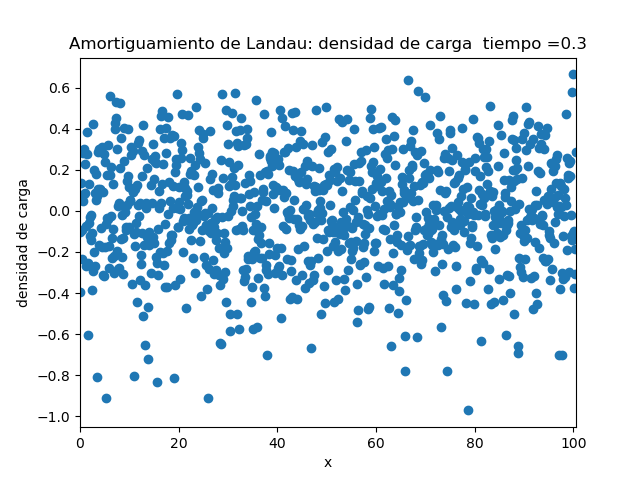 Amortiguamiento de Landau: densidad de carga  tiempo =0.3
densidad de carga
0.6
0.4
0.2
0.0
−0.2
−0.4
−0.6
−0.8
−1.0
0 20 40 60 80 100
x